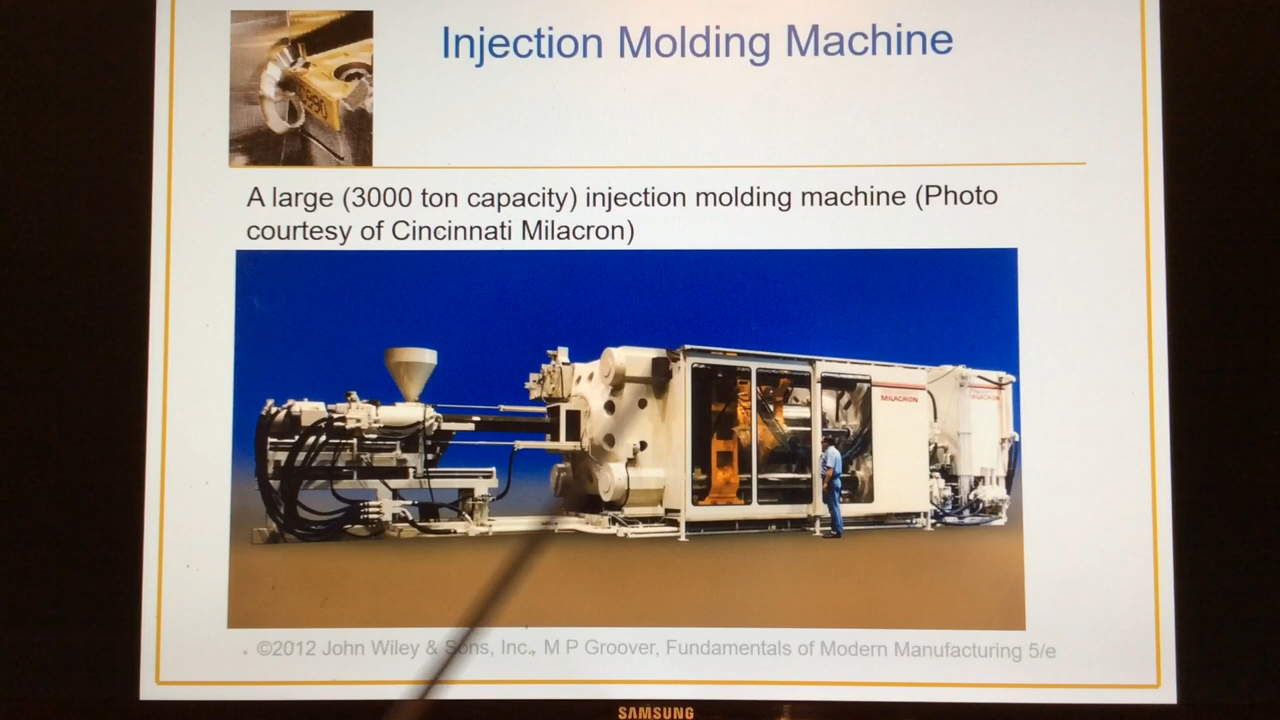 Injection Molding Machine
A large (3000 ton capacity) injection molding machine (Photo
courtesy of Cincinnati Milacron)
MILACRON
MILACRON
©2012 John Wiley & Sons, Inc., M P Groover, Fundamentals of Modern Manufacturing 5/e
SAMSUNG